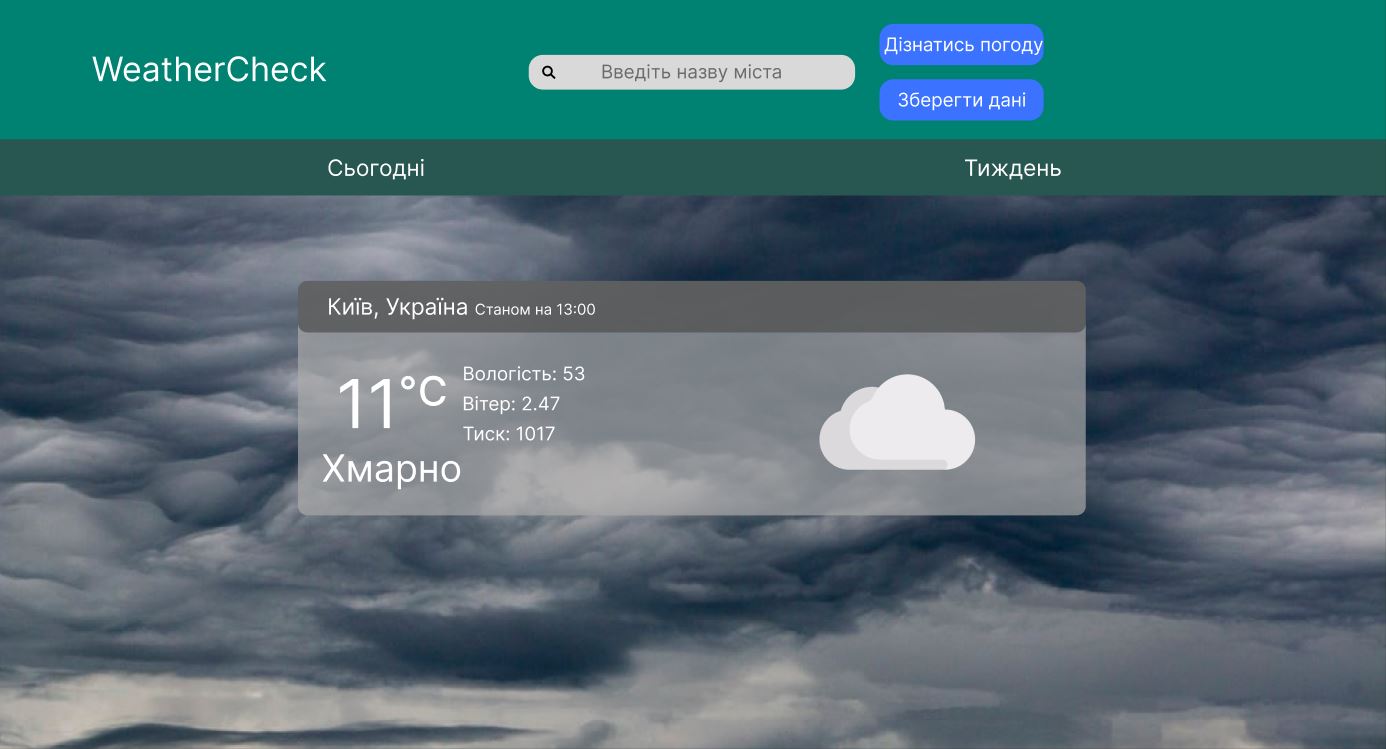 WeatherCheck
Введіть назву міста
Дізнатись погоду
Зберегти дані
Сьогодні
Тиждень
Київ, Україна Станом на 13:00
11°C
Вологість: 53
Вітер: 2.47
Тиск: 1017
Хмарно